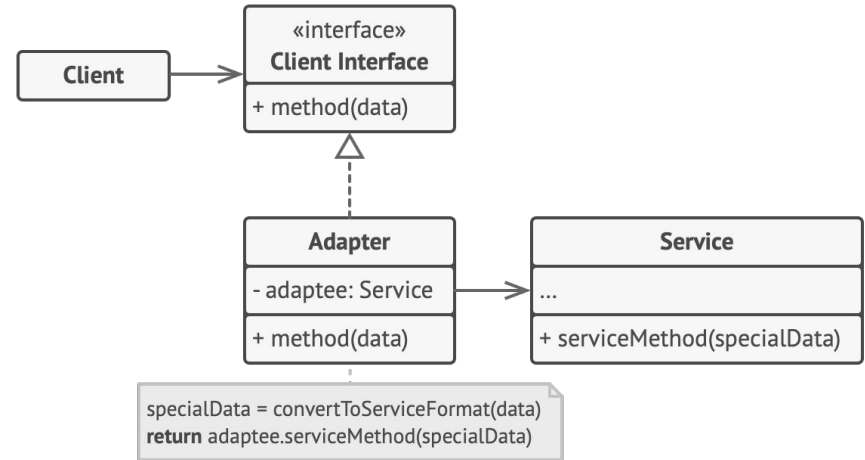 Client
«interface»
Client Interface
+ method(data)
Adapter
- adaptee: Service
+ method(data)
Service
...
+ serviceMethod(specialData)
specialData = convertToServiceFormat(data)
return adaptee.serviceMethod(specialData)